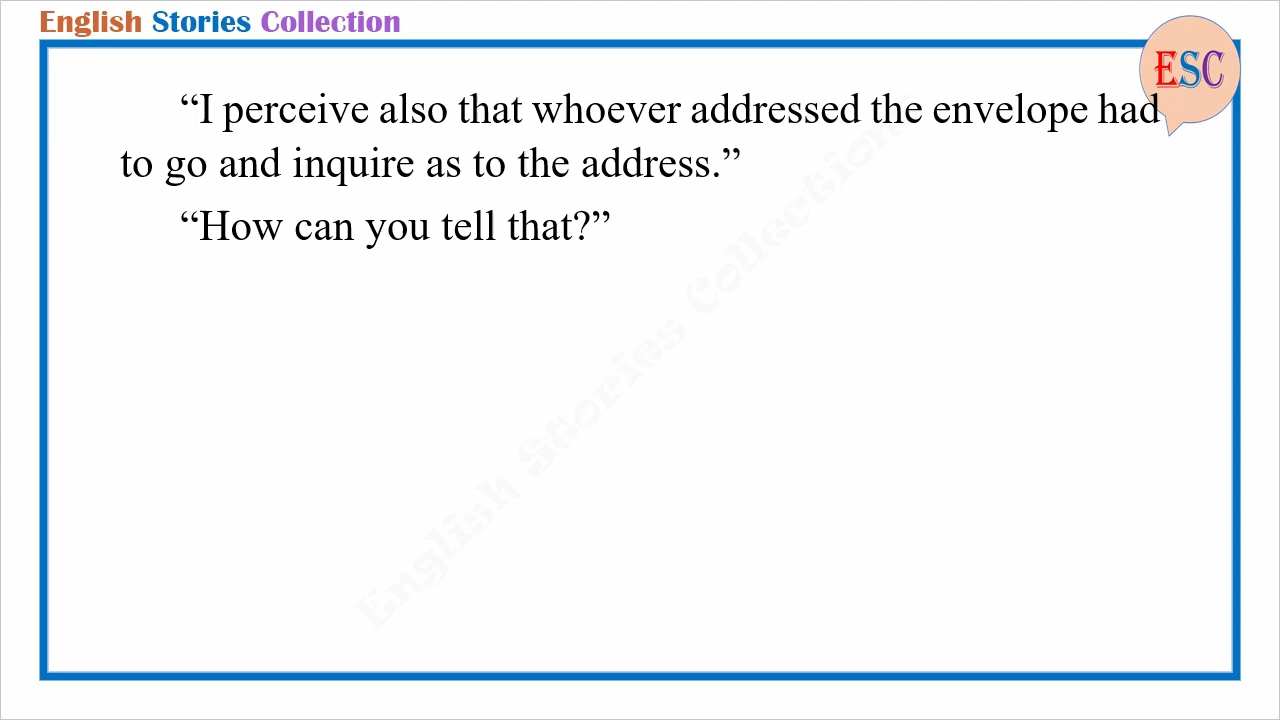 English Stories Collection
ESC
“I perceive also that whoever addressed the envelope had
to go and inquire as to the address.”
“How can you tell that?”
English Stories Collection